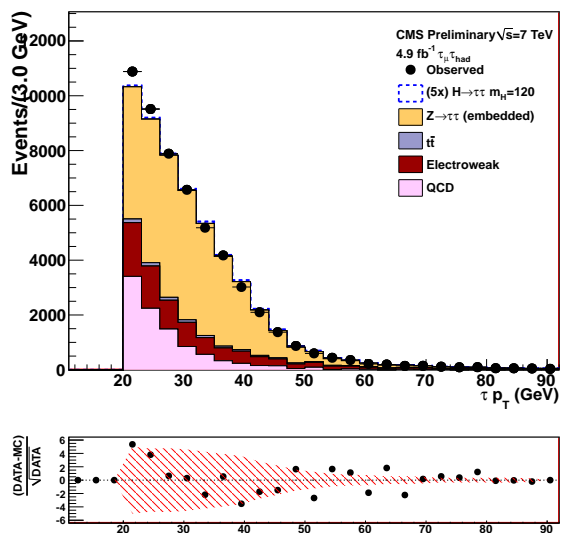 CMS Preliminary √s=7 TeV
4.9 fb⁻¹ τμτhad
Observed
(5x) H→ττ mH=120
Z→ττ (embedded)
tt̄
Electroweak
QCD
Events/(3.0 GeV)
12000
10000
8000
6000
4000
2000
0
20 30 40 50 60 70 80 90
τ pT (GeV)
(DATA-MC)
√DATA
6
4
2
0
-2
-4
-6
20 30 40 50 60 70 80 90